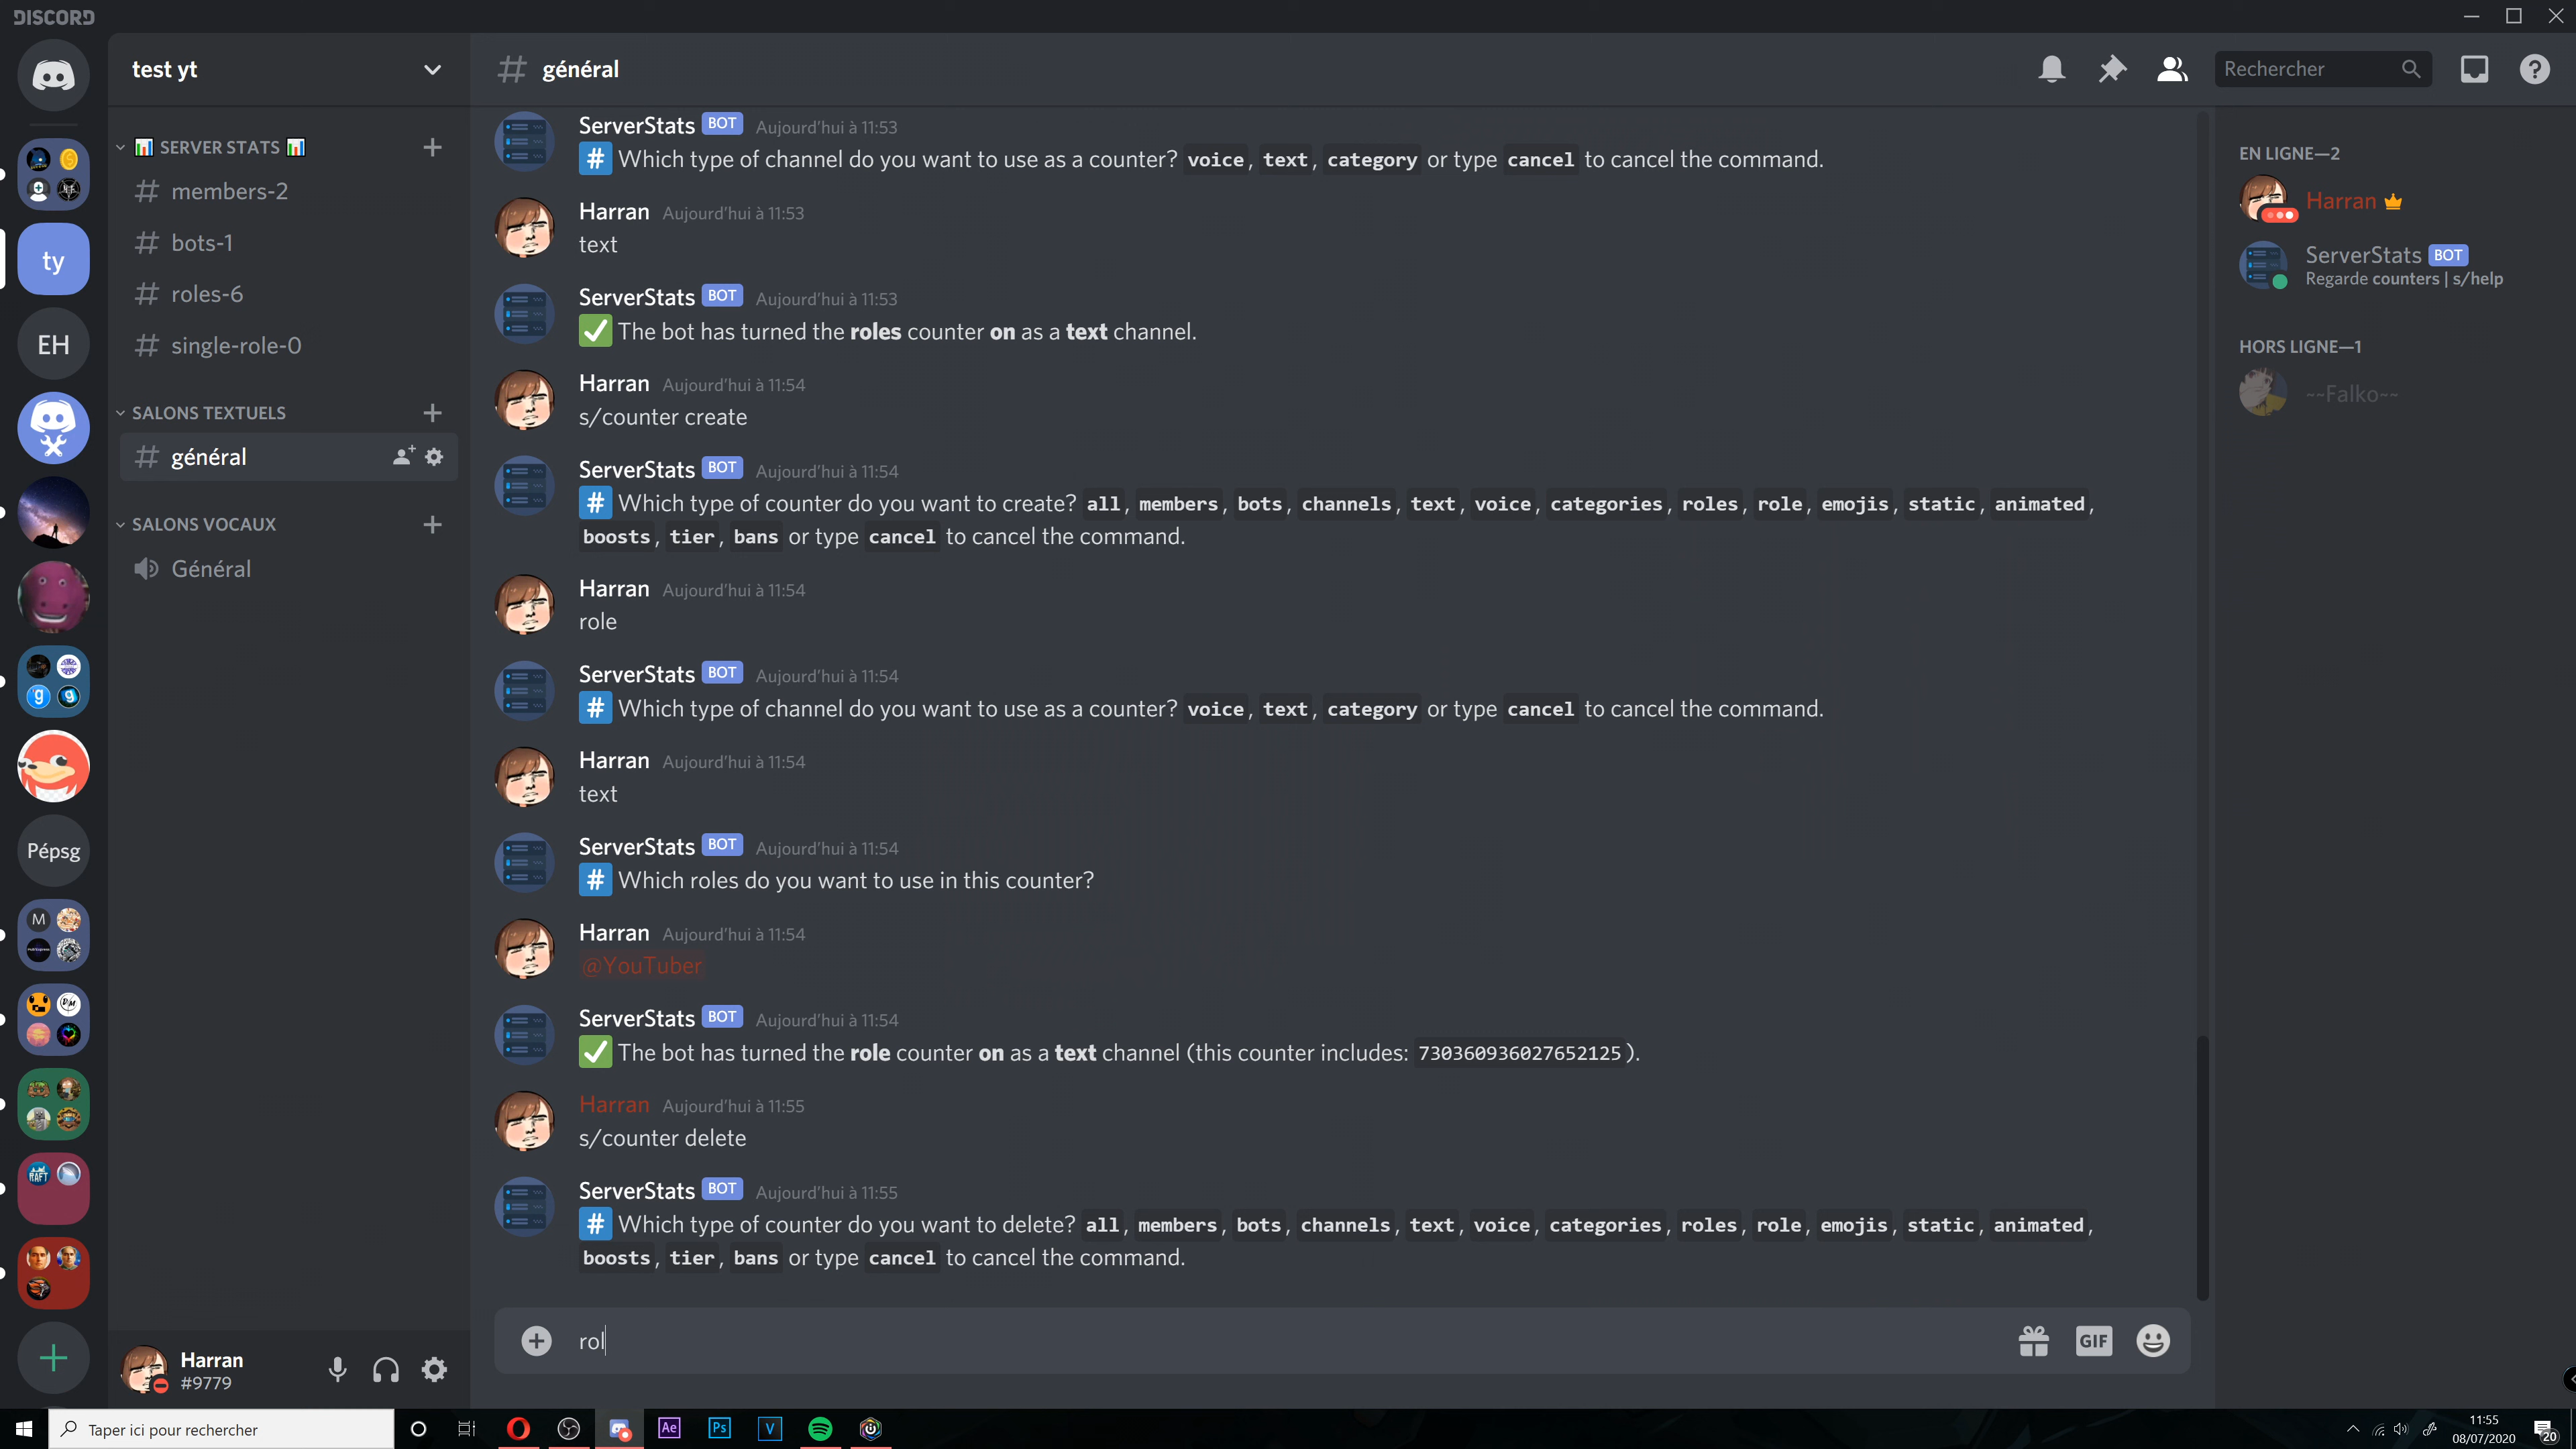 DISCORD
test yt
# général
Rechercher
📊 SERVER STATS 📊
members-2
bots-1
roles-6
single-role-0
SALONS TEXTUELS
général
SALONS VOCAUX
Général
ty
EH
Pépsg
M
RAFT
ServerStats BOT Aujourd'hui à 11:53
# Which type of channel do you want to use as a counter? voice, text, category or type cancel to cancel the command.
Harran Aujourd'hui à 11:53
text
ServerStats BOT Aujourd'hui à 11:53
✅ The bot has turned the roles counter on as a text channel.
Harran Aujourd'hui à 11:54
s/counter create
ServerStats BOT Aujourd'hui à 11:54
# Which type of counter do you want to create? all, members, bots, channels, text, voice, categories, roles, role, emojis, static, animated,
boosts, tier, bans or type cancel to cancel the command.
Harran Aujourd'hui à 11:54
role
ServerStats BOT Aujourd'hui à 11:54
# Which type of channel do you want to use as a counter? voice, text, category or type cancel to cancel the command.
Harran Aujourd'hui à 11:54
text
ServerStats BOT Aujourd'hui à 11:54
# Which roles do you want to use in this counter?
Harran Aujourd'hui à 11:54
@YouTuber
ServerStats BOT Aujourd'hui à 11:54
✅ The bot has turned the role counter on as a text channel (this counter includes: 730360936027652125).
Harran Aujourd'hui à 11:55
s/counter delete
ServerStats BOT Aujourd'hui à 11:55
# Which type of counter do you want to delete? all, members, bots, channels, text, voice, categories, roles, role, emojis, static, animated,
boosts, tier, bans or type cancel to cancel the command.
rol
GIF
EN LIGNE—2
Harran
ServerStats BOT
Regarde counters | s/help
HORS LIGNE—1
~~Falko~~
Harran
#9779
Taper ici pour rechercher
Ae
Ps
V
11:55
08/07/2020
20